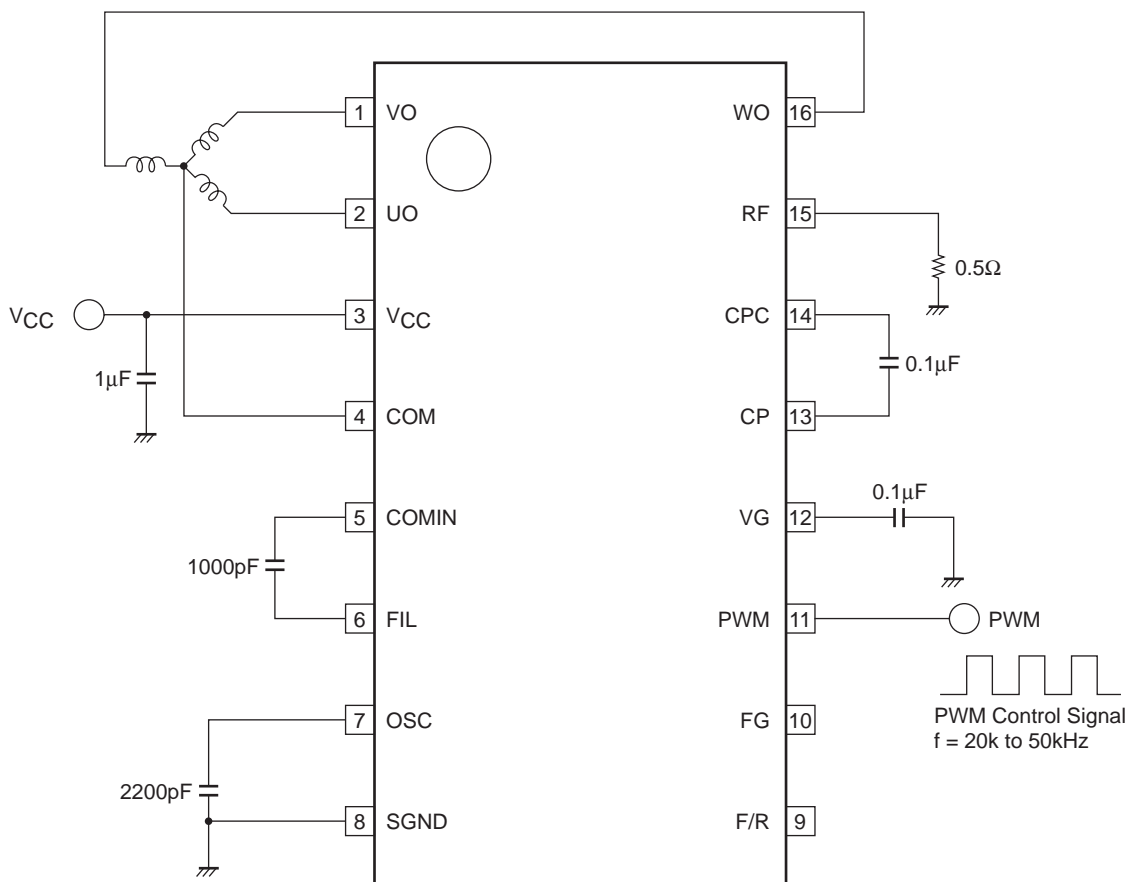 1 VO
WO 16
2 UO
RF 15
0.5Ω
VCC
3 VCC
CPC 14
1μF
0.1μF
4 COM
CP 13
0.1μF
5 COMIN
VG 12
1000pF
6 FIL
PWM 11
PWM
7 OSC
FG 10
PWM Control Signal
f = 20k to 50kHz
2200pF
8 SGND
F/R 9